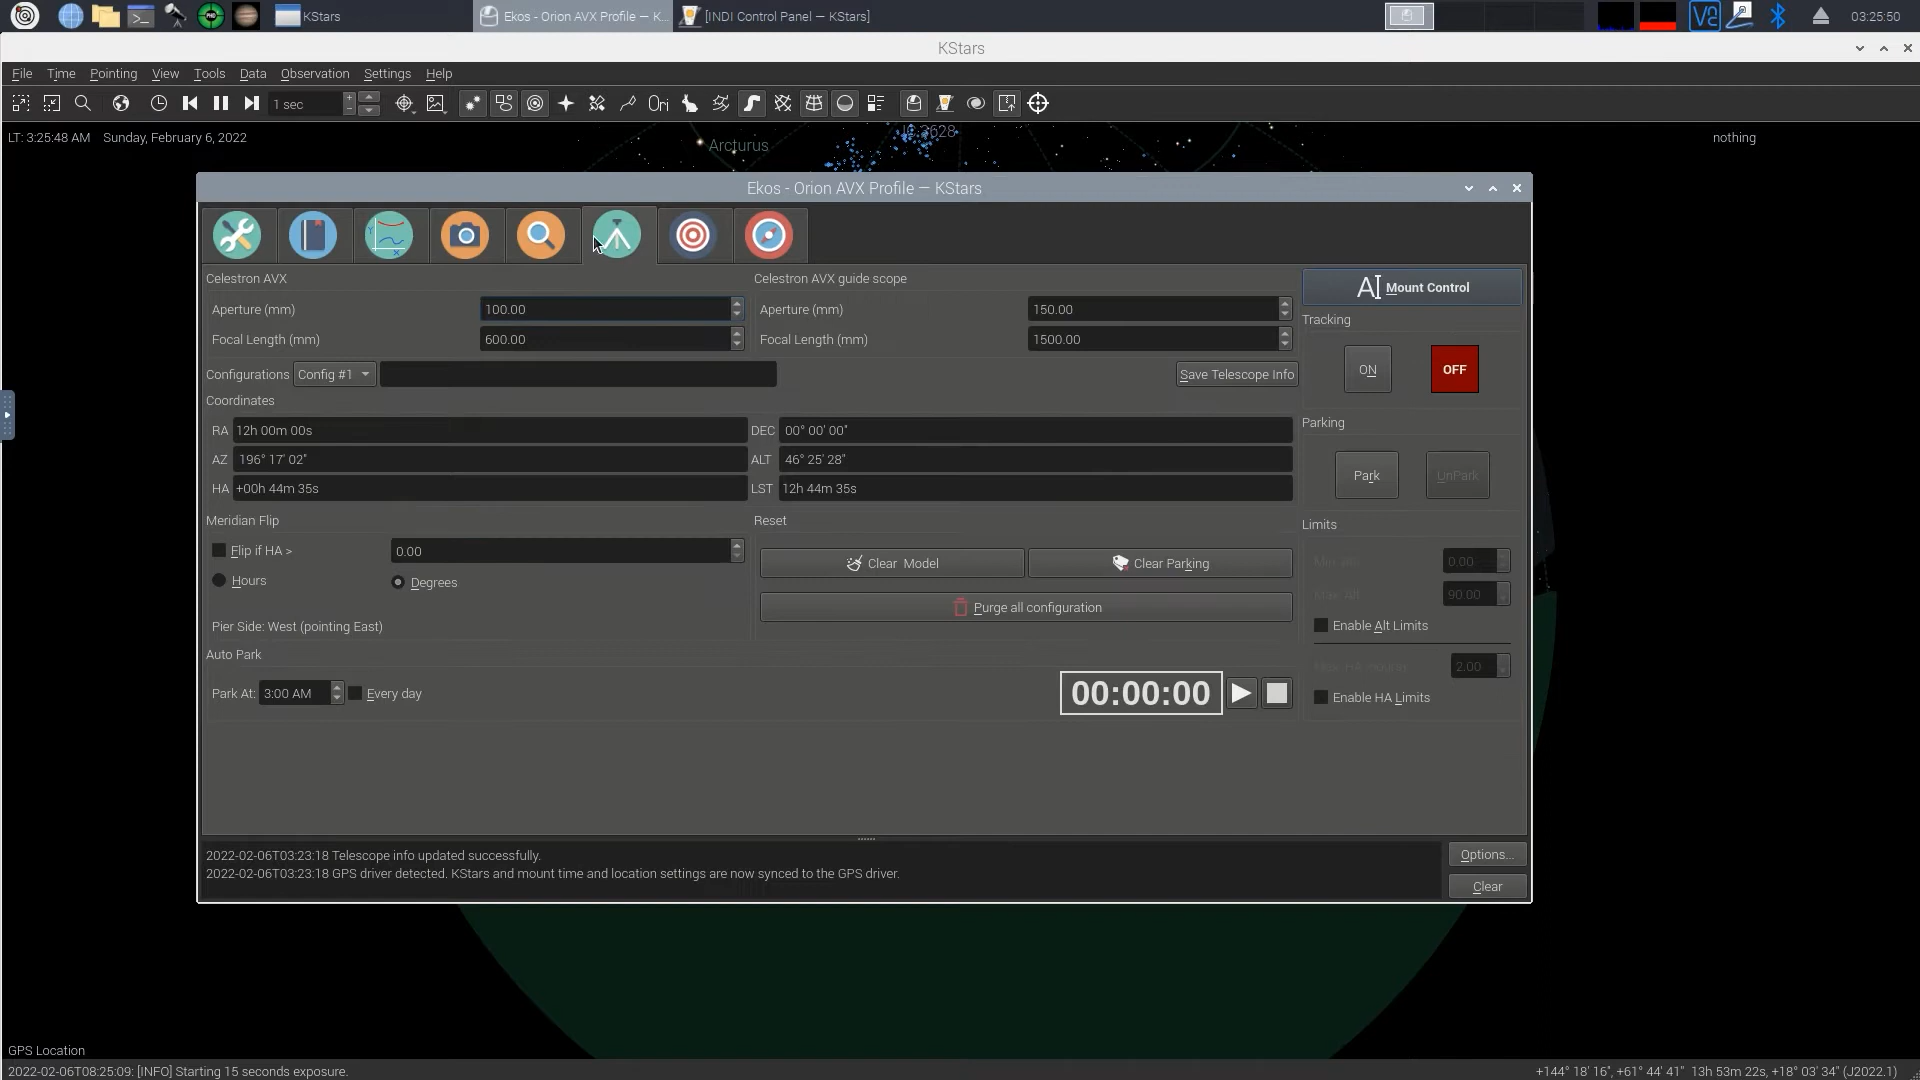 KStars
Ekos - Orion AVX Profile — K...
[INDI Control Panel — KStars]
03:25:50
KStars
File Time Pointing View Tools Data Observation Settings Help
1 sec
Ori
LT: 3:25:48 AM Sunday, February 6, 2022
nothing
Arcturus
Ekos - Orion AVX Profile — KStars
Celestron AVX
Celestron AVX guide scope
Mount Control
Aperture (mm) 100.00
Aperture (mm) 150.00
Tracking
Focal Length (mm) 600.00
Focal Length (mm) 1500.00
ON OFF
Configurations Config #1
Save Telescope Info
Coordinates
RA 12h 00m 00s DEC 00° 00' 00"
Parking
AZ 196° 17' 02" ALT 46° 25' 28"
Park UnPark
HA +00h 44m 35s LST 12h 44m 35s
Meridian Flip
Reset
Limits
Flip if HA > 0.00
Clear Model Clear Parking
Min. Alt 0.00
Hours Degrees
Max. Alt 90.00
Purge all configuration
Enable Alt Limits
Pier Side: West (pointing East)
Auto Park
2.00
Park At: 3:00 AM Every day
00:00:00
Enable HA Limits
2022-02-06T03:23:18 Telescope info updated successfully.
2022-02-06T03:23:18 GPS driver detected. KStars and mount time and location settings are now synced to the GPS driver.
Options...
Clear
GPS Location
2022-02-06T08:25:09: [INFO] Starting 15 seconds exposure.
+144° 18' 16", +61° 44' 41" 13h 53m 22s, +18° 03' 34" (J2022.1)